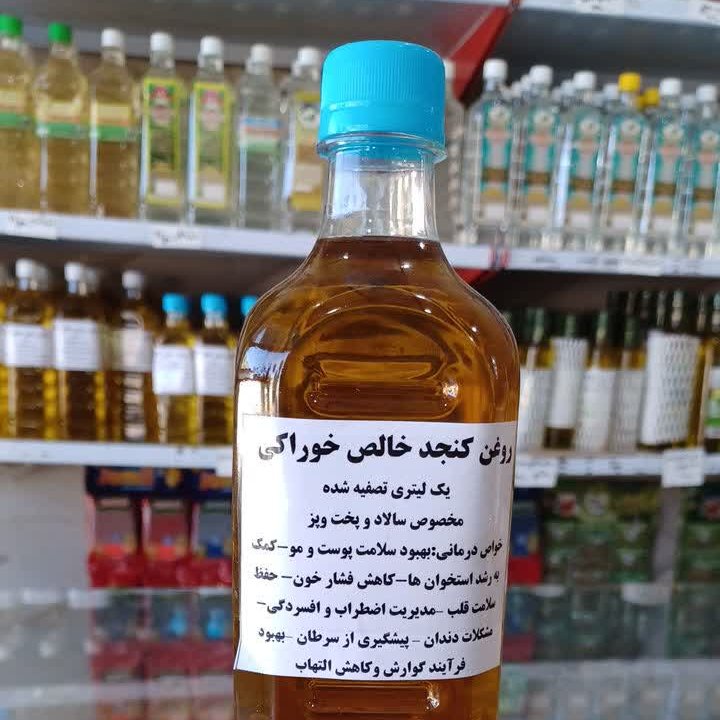 روغن کنجد خالص خوراکی
یک لیتری تصفیه شده
مخصوص سالاد و پخت وپز
خواص درمانی:بهبود سلامت پوست و مو-کمک
به رشد استخوان ها-کاهش فشار خون- حفظ
سلامت قلب -مدیریت اضطراب و افسردگی-
مشکلات دندان - پیشگیری از سرطان -بهبود
فرآیند گوارش وکاهش التهاب